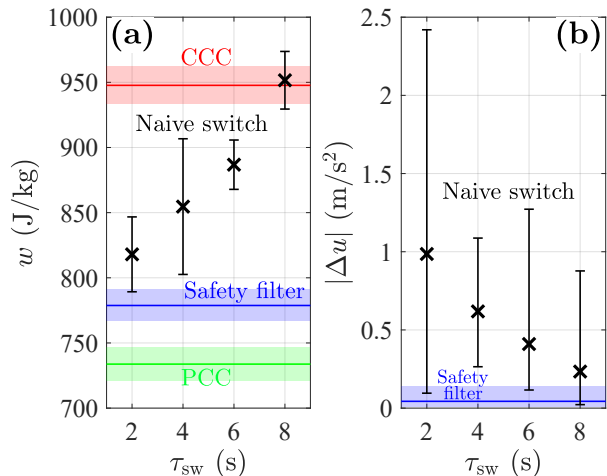 (a)
1000
950
900
850
800
750
700
w (J/kg)
CCC
Naive switch
Safety filter
PCC
2 4 6 8
τsw (s)
(b)
2.5
2
1.5
1
0.5
0
|Δu| (m/s²)
Naive switch
Safety
filter
2 4 6 8
τsw (s)